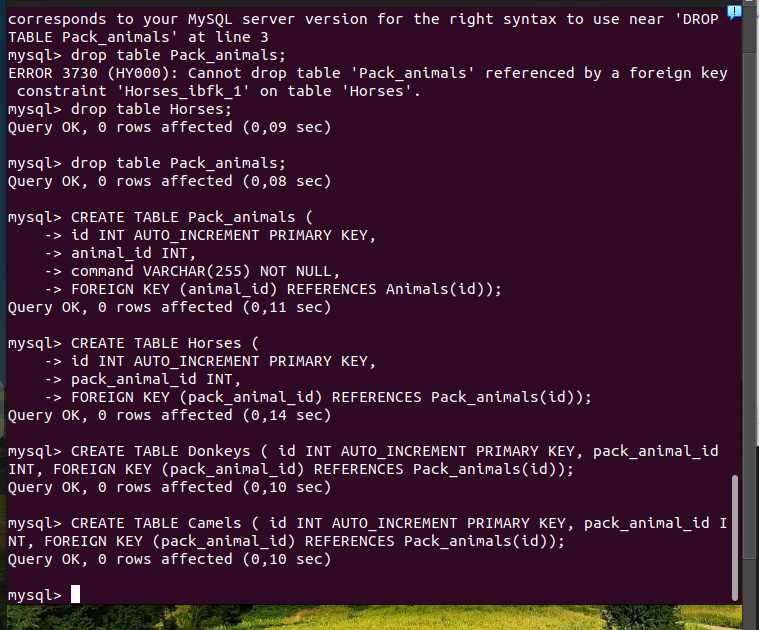 corresponds to your MySQL server version for the right syntax to use near 'DROP
TABLE Pack_animals' at line 3
mysql> drop table Pack_animals;
ERROR 3730 (HY000): Cannot drop table 'Pack_animals' referenced by a foreign key
 constraint 'Horses_ibfk_1' on table 'Horses'.
mysql> drop table Horses;
Query OK, 0 rows affected (0,09 sec)

mysql> drop table Pack_animals;
Query OK, 0 rows affected (0,08 sec)

mysql> CREATE TABLE Pack_animals (
    -> id INT AUTO_INCREMENT PRIMARY KEY,
    -> animal_id INT,
    -> command VARCHAR(255) NOT NULL,
    -> FOREIGN KEY (animal_id) REFERENCES Animals(id));
Query OK, 0 rows affected (0,11 sec)

mysql> CREATE TABLE Horses (
    -> id INT AUTO_INCREMENT PRIMARY KEY,
    -> pack_animal_id INT,
    -> FOREIGN KEY (pack_animal_id) REFERENCES Pack_animals(id));
Query OK, 0 rows affected (0,14 sec)

mysql> CREATE TABLE Donkeys ( id INT AUTO_INCREMENT PRIMARY KEY, pack_animal_id
INT, FOREIGN KEY (pack_animal_id) REFERENCES Pack_animals(id));
Query OK, 0 rows affected (0,10 sec)

mysql> CREATE TABLE Camels ( id INT AUTO_INCREMENT PRIMARY KEY, pack_animal_id I
NT, FOREIGN KEY (pack_animal_id) REFERENCES Pack_animals(id));
Query OK, 0 rows affected (0,10 sec)

mysql>